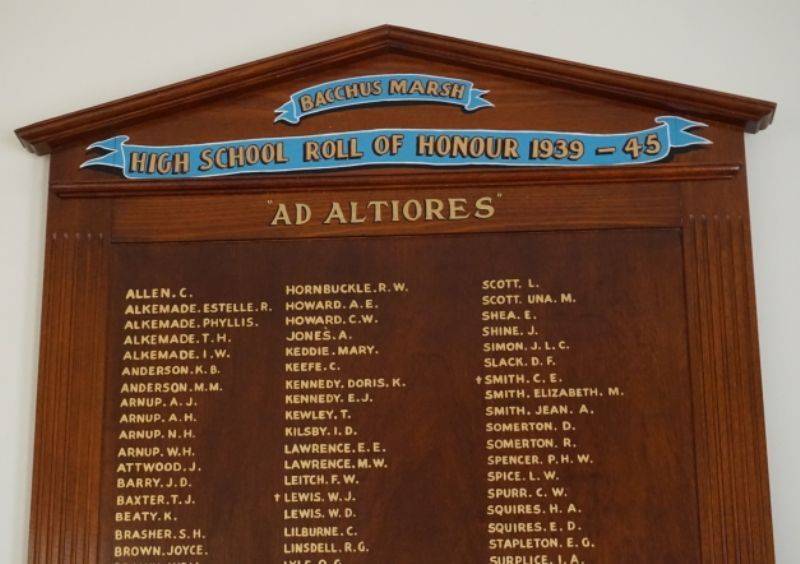 BACCHUS MARSH
HIGH SCHOOL ROLL OF HONOUR 1939 – 45
"AD ALTIORES"
ALLEN. C.
ALKEMADE. ESTELLE. R.
ALKEMADE. PHYLLIS.
ALKEMADE. T. H.
ALKEMADE. I. W.
ANDERSON. K. B.
ANDERSON. M. M.
ARNUP. A. J.
ARNUP. A. H.
ARNUP. N. H.
ARNUP. W. H.
ATTWOOD. J.
BARRY. J. D.
BAXTER. T. J.
BEATY. K.
BRASHER. S. H.
BROWN. JOYCE.
HORNBUCKLE. R. W.
HOWARD. A. E.
HOWARD. C. W.
JONES. A.
KEDDIE. MARY.
KEEFE. C.
KENNEDY. DORIS. K.
KENNEDY. E. J.
KEWLEY. T.
KILSBY. I. D.
LAWRENCE. E. E.
LAWRENCE. M. W.
LEITCH. F. W.
† LEWIS. W. J.
LEWIS. W. D.
LILBURNE. C.
LINSDELL. R. G.
SCOTT. L.
SCOTT. UNA. M.
SHEA. E.
SHINE. J.
SIMON. J. L. C.
SLACK. D. F.
† SMITH. C. E.
SMITH. ELIZABETH. M.
SMITH. JEAN. A.
SOMERTON. D.
SOMERTON. R.
SPENCER. P. H. W.
SPICE. L. W.
SPURR. C. W.
SQUIRES. H. A.
SQUIRES. E. D.
STAPLETON. E. G.
SURPLICE. I. A.